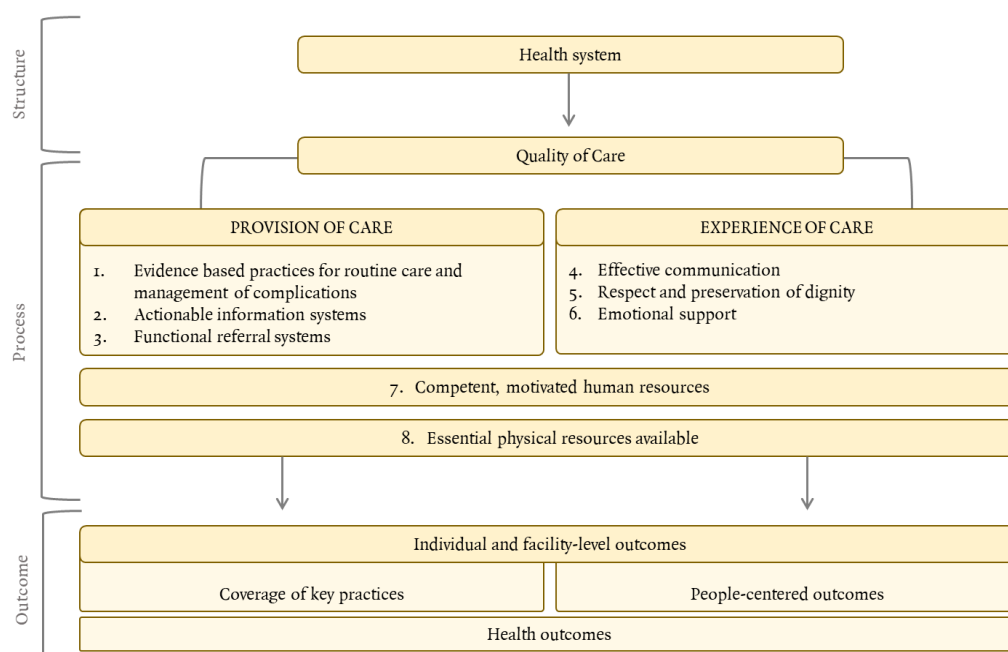 Structure
Health system
Quality of Care
Process
PROVISION OF CARE
1. Evidence based practices for routine care and
management of complications
2. Actionable information systems
3. Functional referral systems
EXPERIENCE OF CARE
4. Effective communication
5. Respect and preservation of dignity
6. Emotional support
7. Competent, motivated human resources
8. Essential physical resources available
Outcome
Individual and facility-level outcomes
Coverage of key practices
People-centered outcomes
Health outcomes